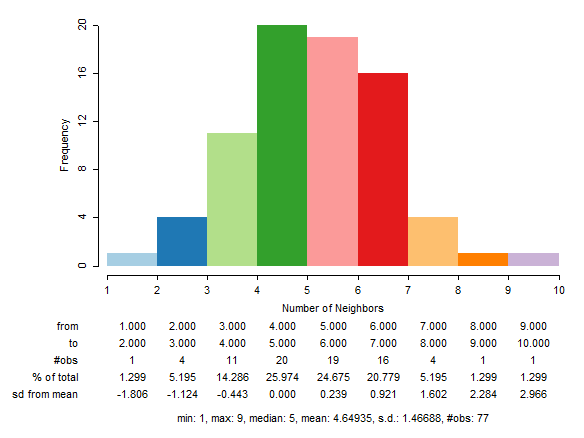 20
16
12
8
4
0
Frequency
1 2 3 4 5 6 7 8 9 10
Number of Neighbors
from 1.000 2.000 3.000 4.000 5.000 6.000 7.000 8.000 9.000
to 2.000 3.000 4.000 5.000 6.000 7.000 8.000 9.000 10.000
#obs 1 4 11 20 19 16 4 1 1
% of total 1.299 5.195 14.286 25.974 24.675 20.779 5.195 1.299 1.299
sd from mean -1.806 -1.124 -0.443 0.000 0.239 0.921 1.602 2.284 2.966
min: 1, max: 9, median: 5, mean: 4.64935, s.d.: 1.46688, #obs: 77